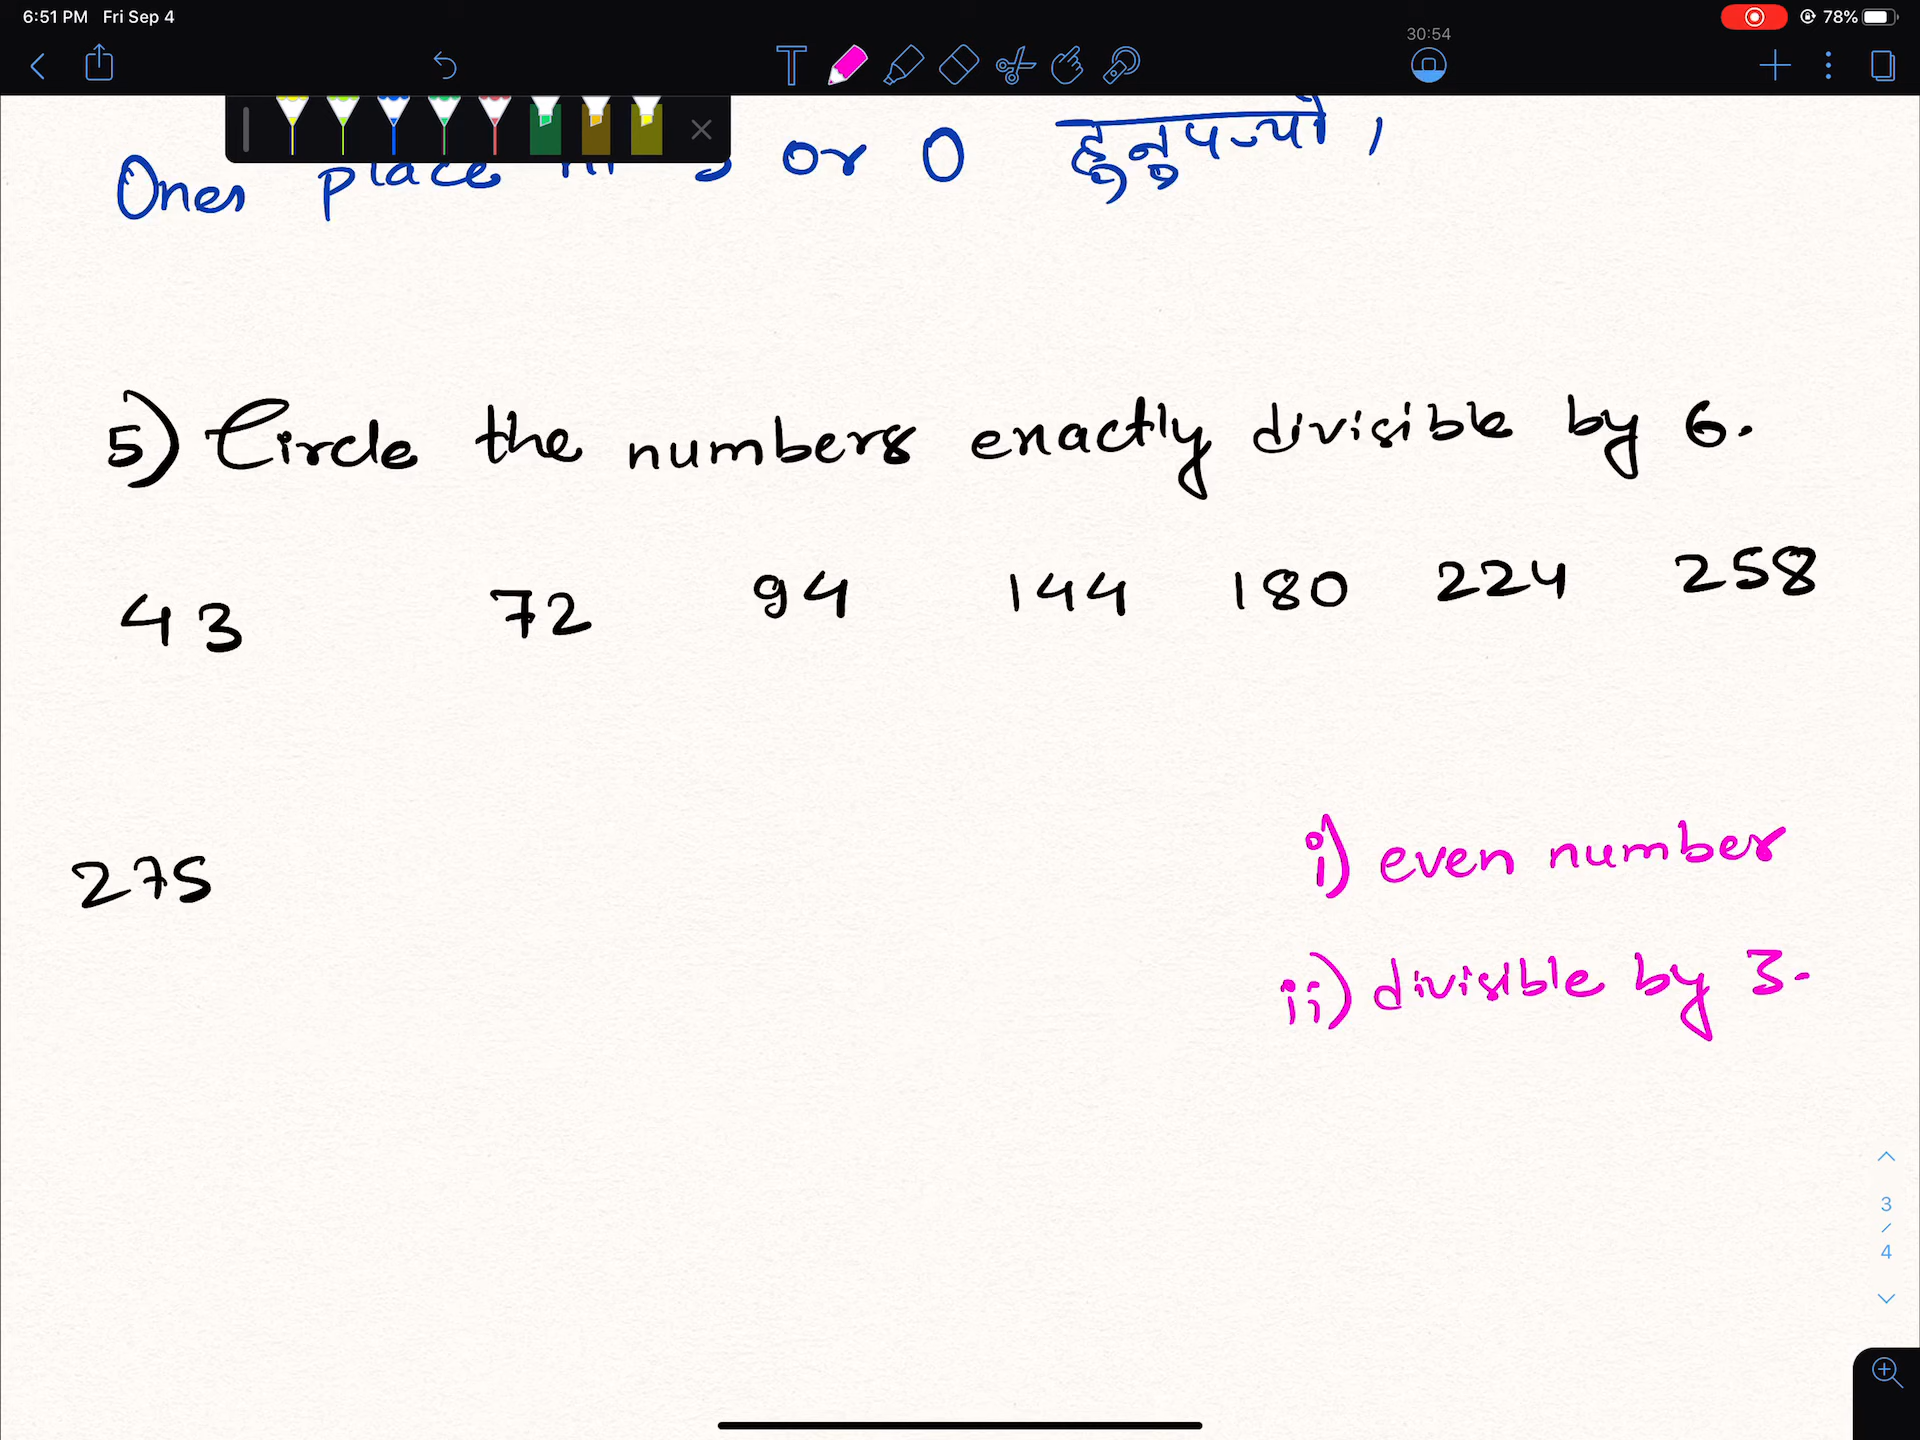 6:51 PM Fri Sep 4
78%
30:54
Ones place मा or 0 हुनुपर्यो ,
5) Circle the numbers exactly divisible by 6.
43 72 94 144 180 224 258
275
i) even number
ii) divisible by 3.
3
/
4